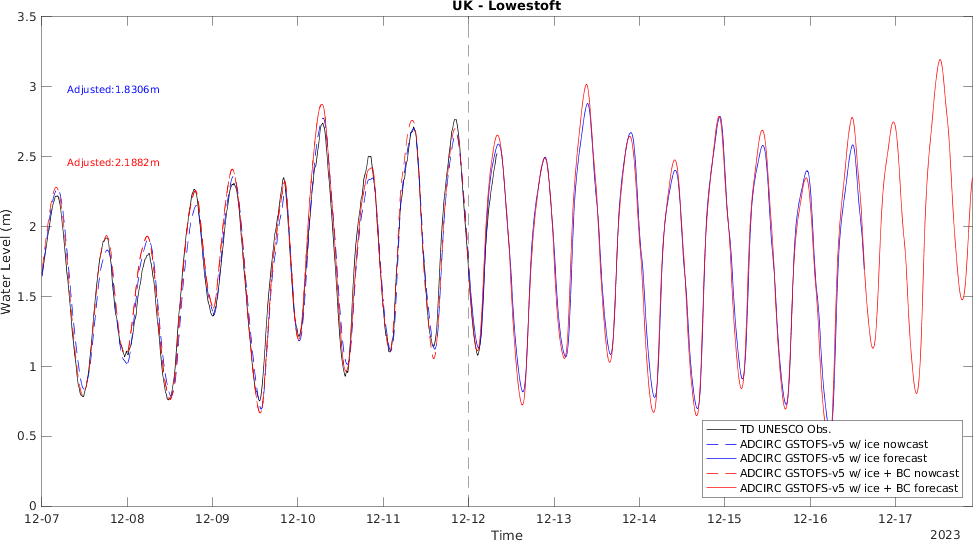 UK - Lowestoft
3.5
3
2.5
2
1.5
1
0.5
0
Water Level (m)
Adjusted:1.8306m
Adjusted:2.1882m
TD UNESCO Obs.
ADCIRC GSTOFS-v5 w/ ice nowcast
ADCIRC GSTOFS-v5 w/ ice forecast
ADCIRC GSTOFS-v5 w/ ice + BC nowcast
ADCIRC GSTOFS-v5 w/ ice + BC forecast
12-07 12-08 12-09 12-10 12-11 12-12 12-13 12-14 12-15 12-16 12-17
Time
2023